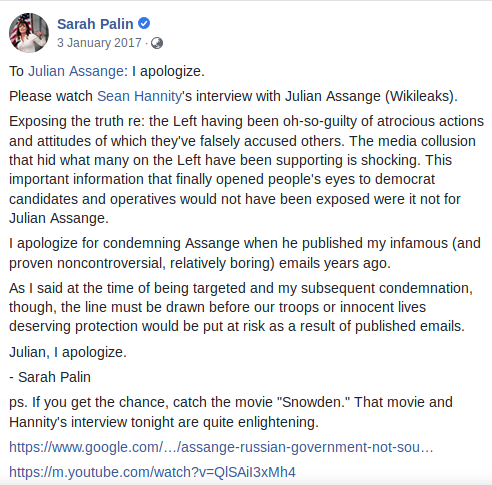 Sarah Palin
3 January 2017 ·
To Julian Assange: I apologize.
Please watch Sean Hannity's interview with Julian Assange (Wikileaks).
Exposing the truth re: the Left having been oh-so-guilty of atrocious actions
and attitudes of which they've falsely accused others. The media collusion
that hid what many on the Left have been supporting is shocking. This
important information that finally opened people's eyes to democrat
candidates and operatives would not have been exposed were it not for
Julian Assange.
I apologize for condemning Assange when he published my infamous (and
proven noncontroversial, relatively boring) emails years ago.
As I said at the time of being targeted and my subsequent condemnation,
though, the line must be drawn before our troops or innocent lives
deserving protection would be put at risk as a result of published emails.
Julian, I apologize.
- Sarah Palin
ps. If you get the chance, catch the movie "Snowden." That movie and
Hannity's interview tonight are quite enlightening.
https://www.google.com/…/assange-russian-government-not-sou…
https://m.youtube.com/watch?v=QlSAiI3xMh4